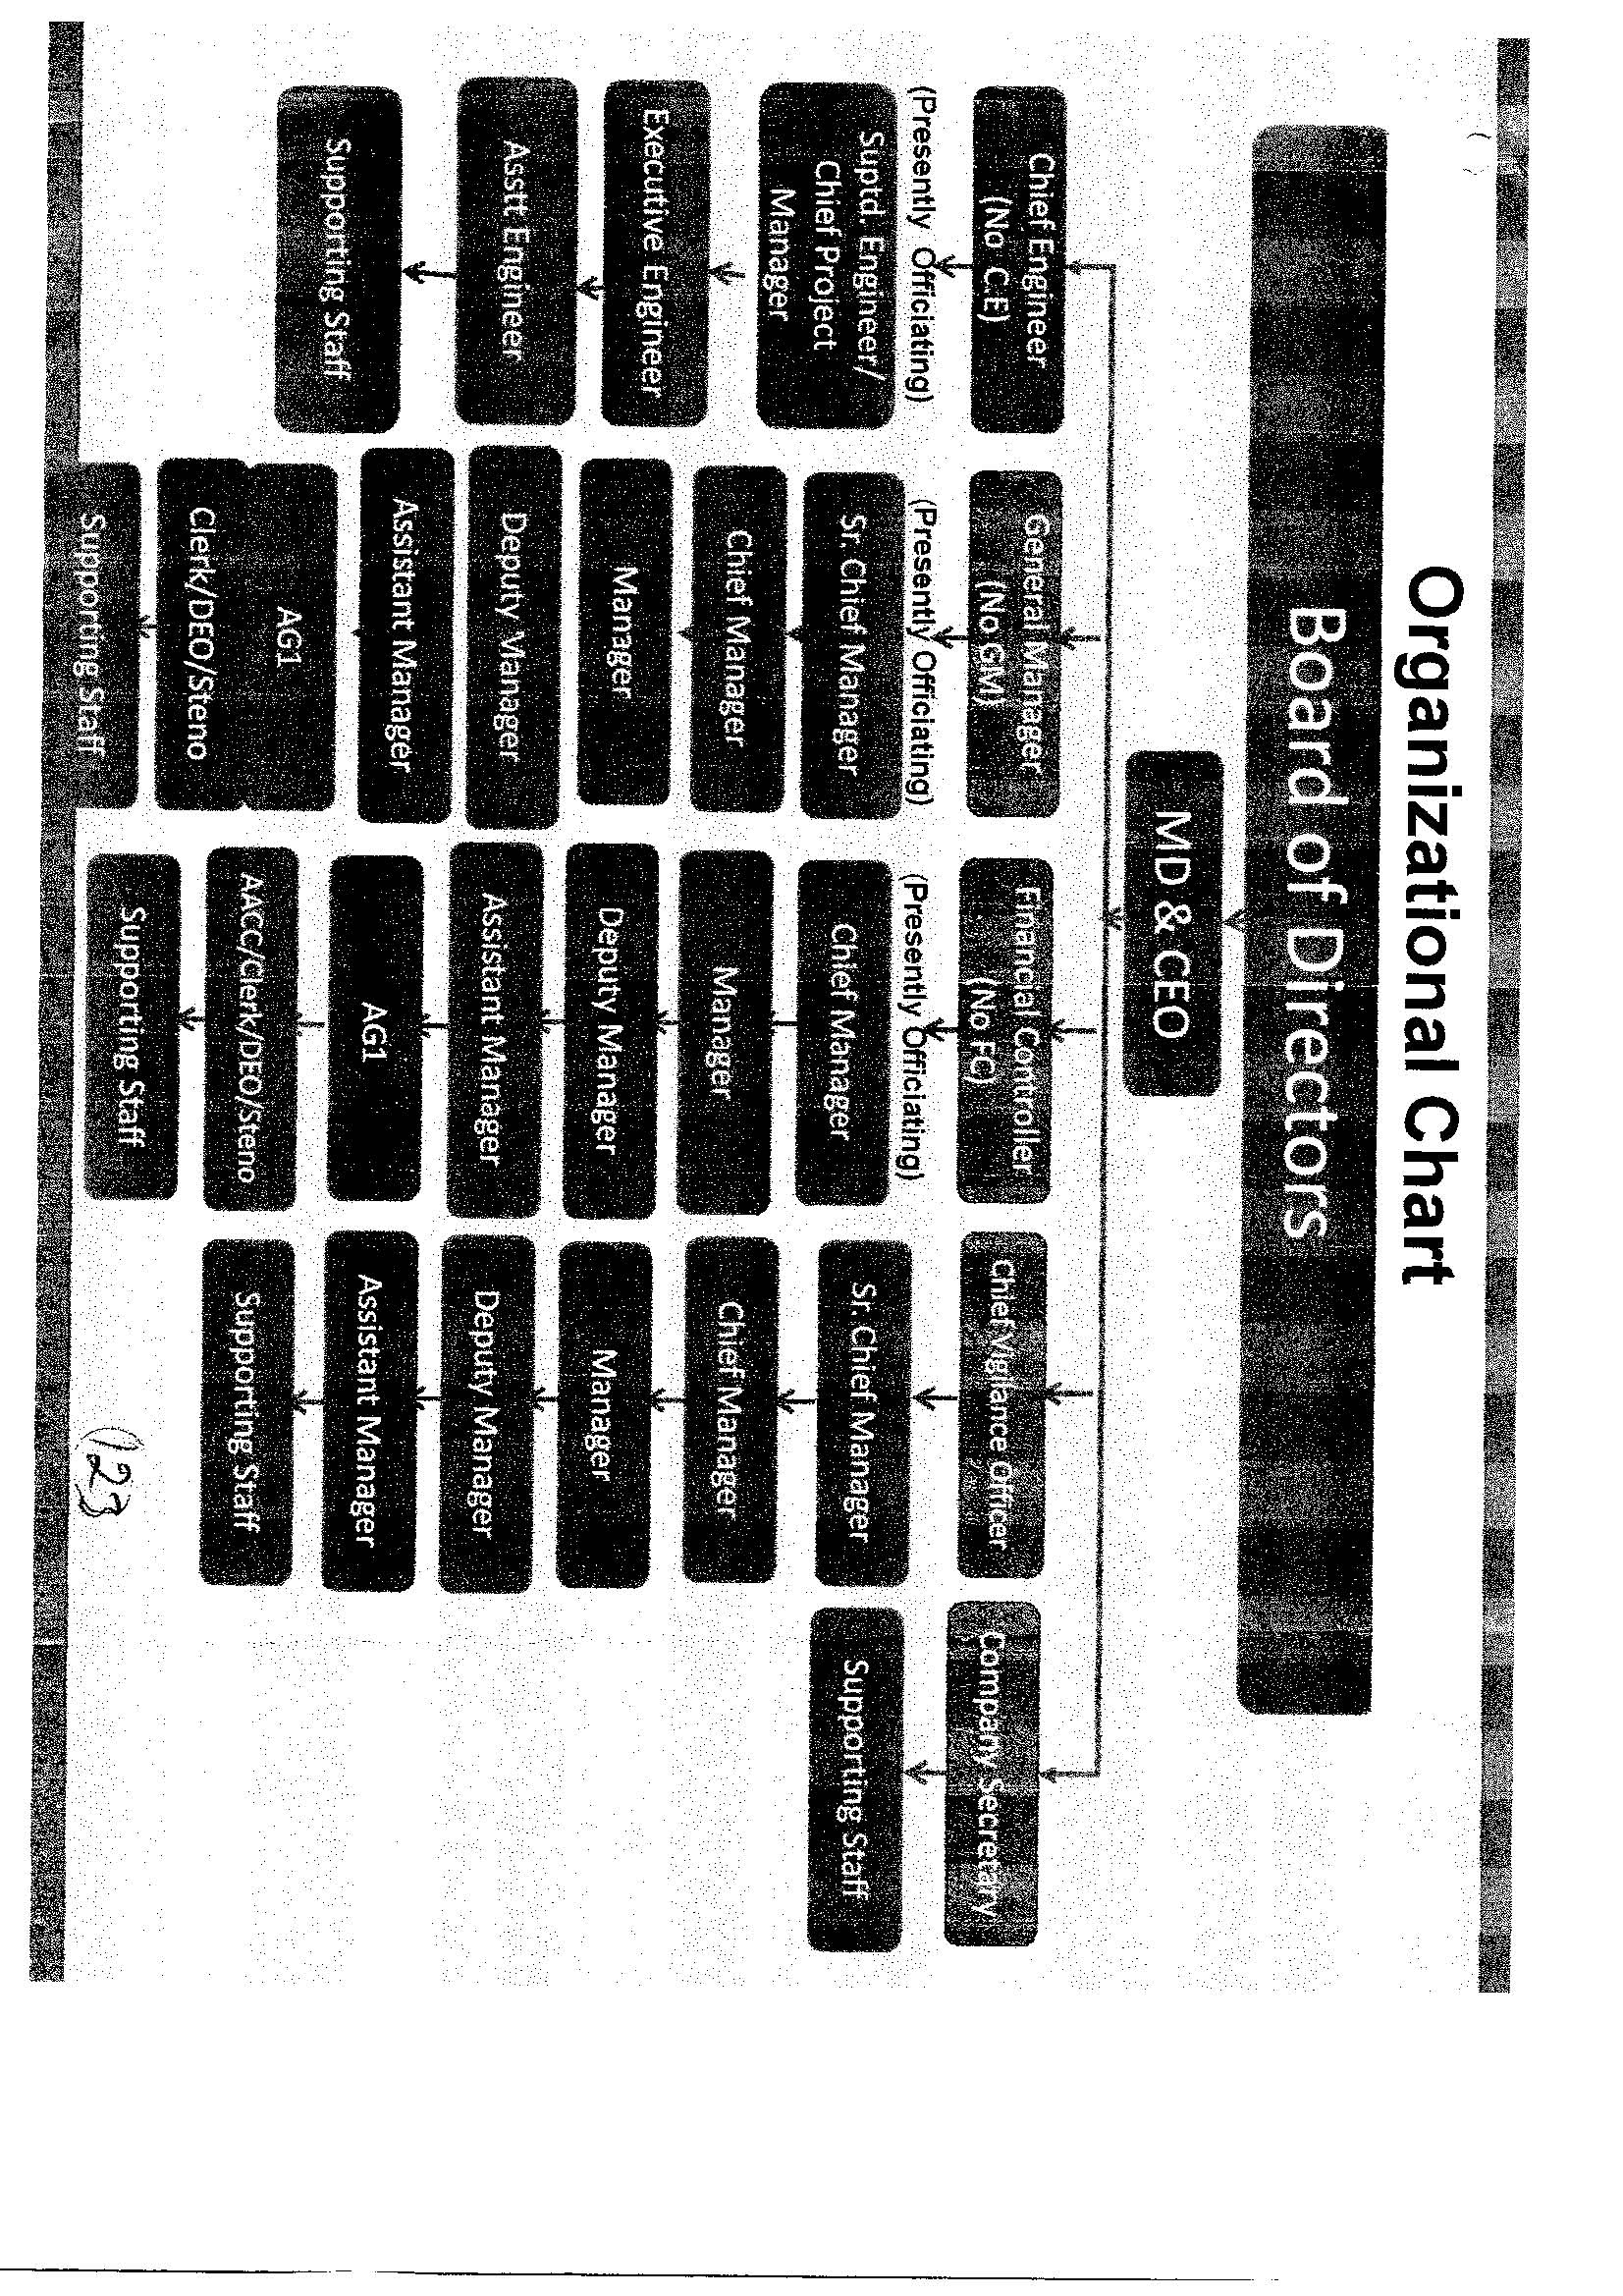 Organizational Chart
Board of Directors
MD & CEO
Chief Engineer
(No C.E)
(Presently Officiating)
Suptd. Engineer/
Chief Project
Manager
Executive Engineer
Asstt Engineer
Supporting Staff
General Manager
(No GM)
(Presently Officiating)
Sr. Chief Manager
Chief Manager
Manager
Deputy Manager
Assistant Manager
AG1
Clerk/DEO/Steno
Supporting Staff
Financial Controller
(No FC)
(Presently Officiating)
Chief Manager
Manager
Deputy Manager
Assistant Manager
AG1
AACC/Clerk/DEO/Steno
Supporting Staff
Chief Vigilance Officer
Sr. Chief Manager
Chief Manager
Manager
Deputy Manager
Assistant Manager
Supporting Staff
Company Secretary
Supporting Staff
(123)